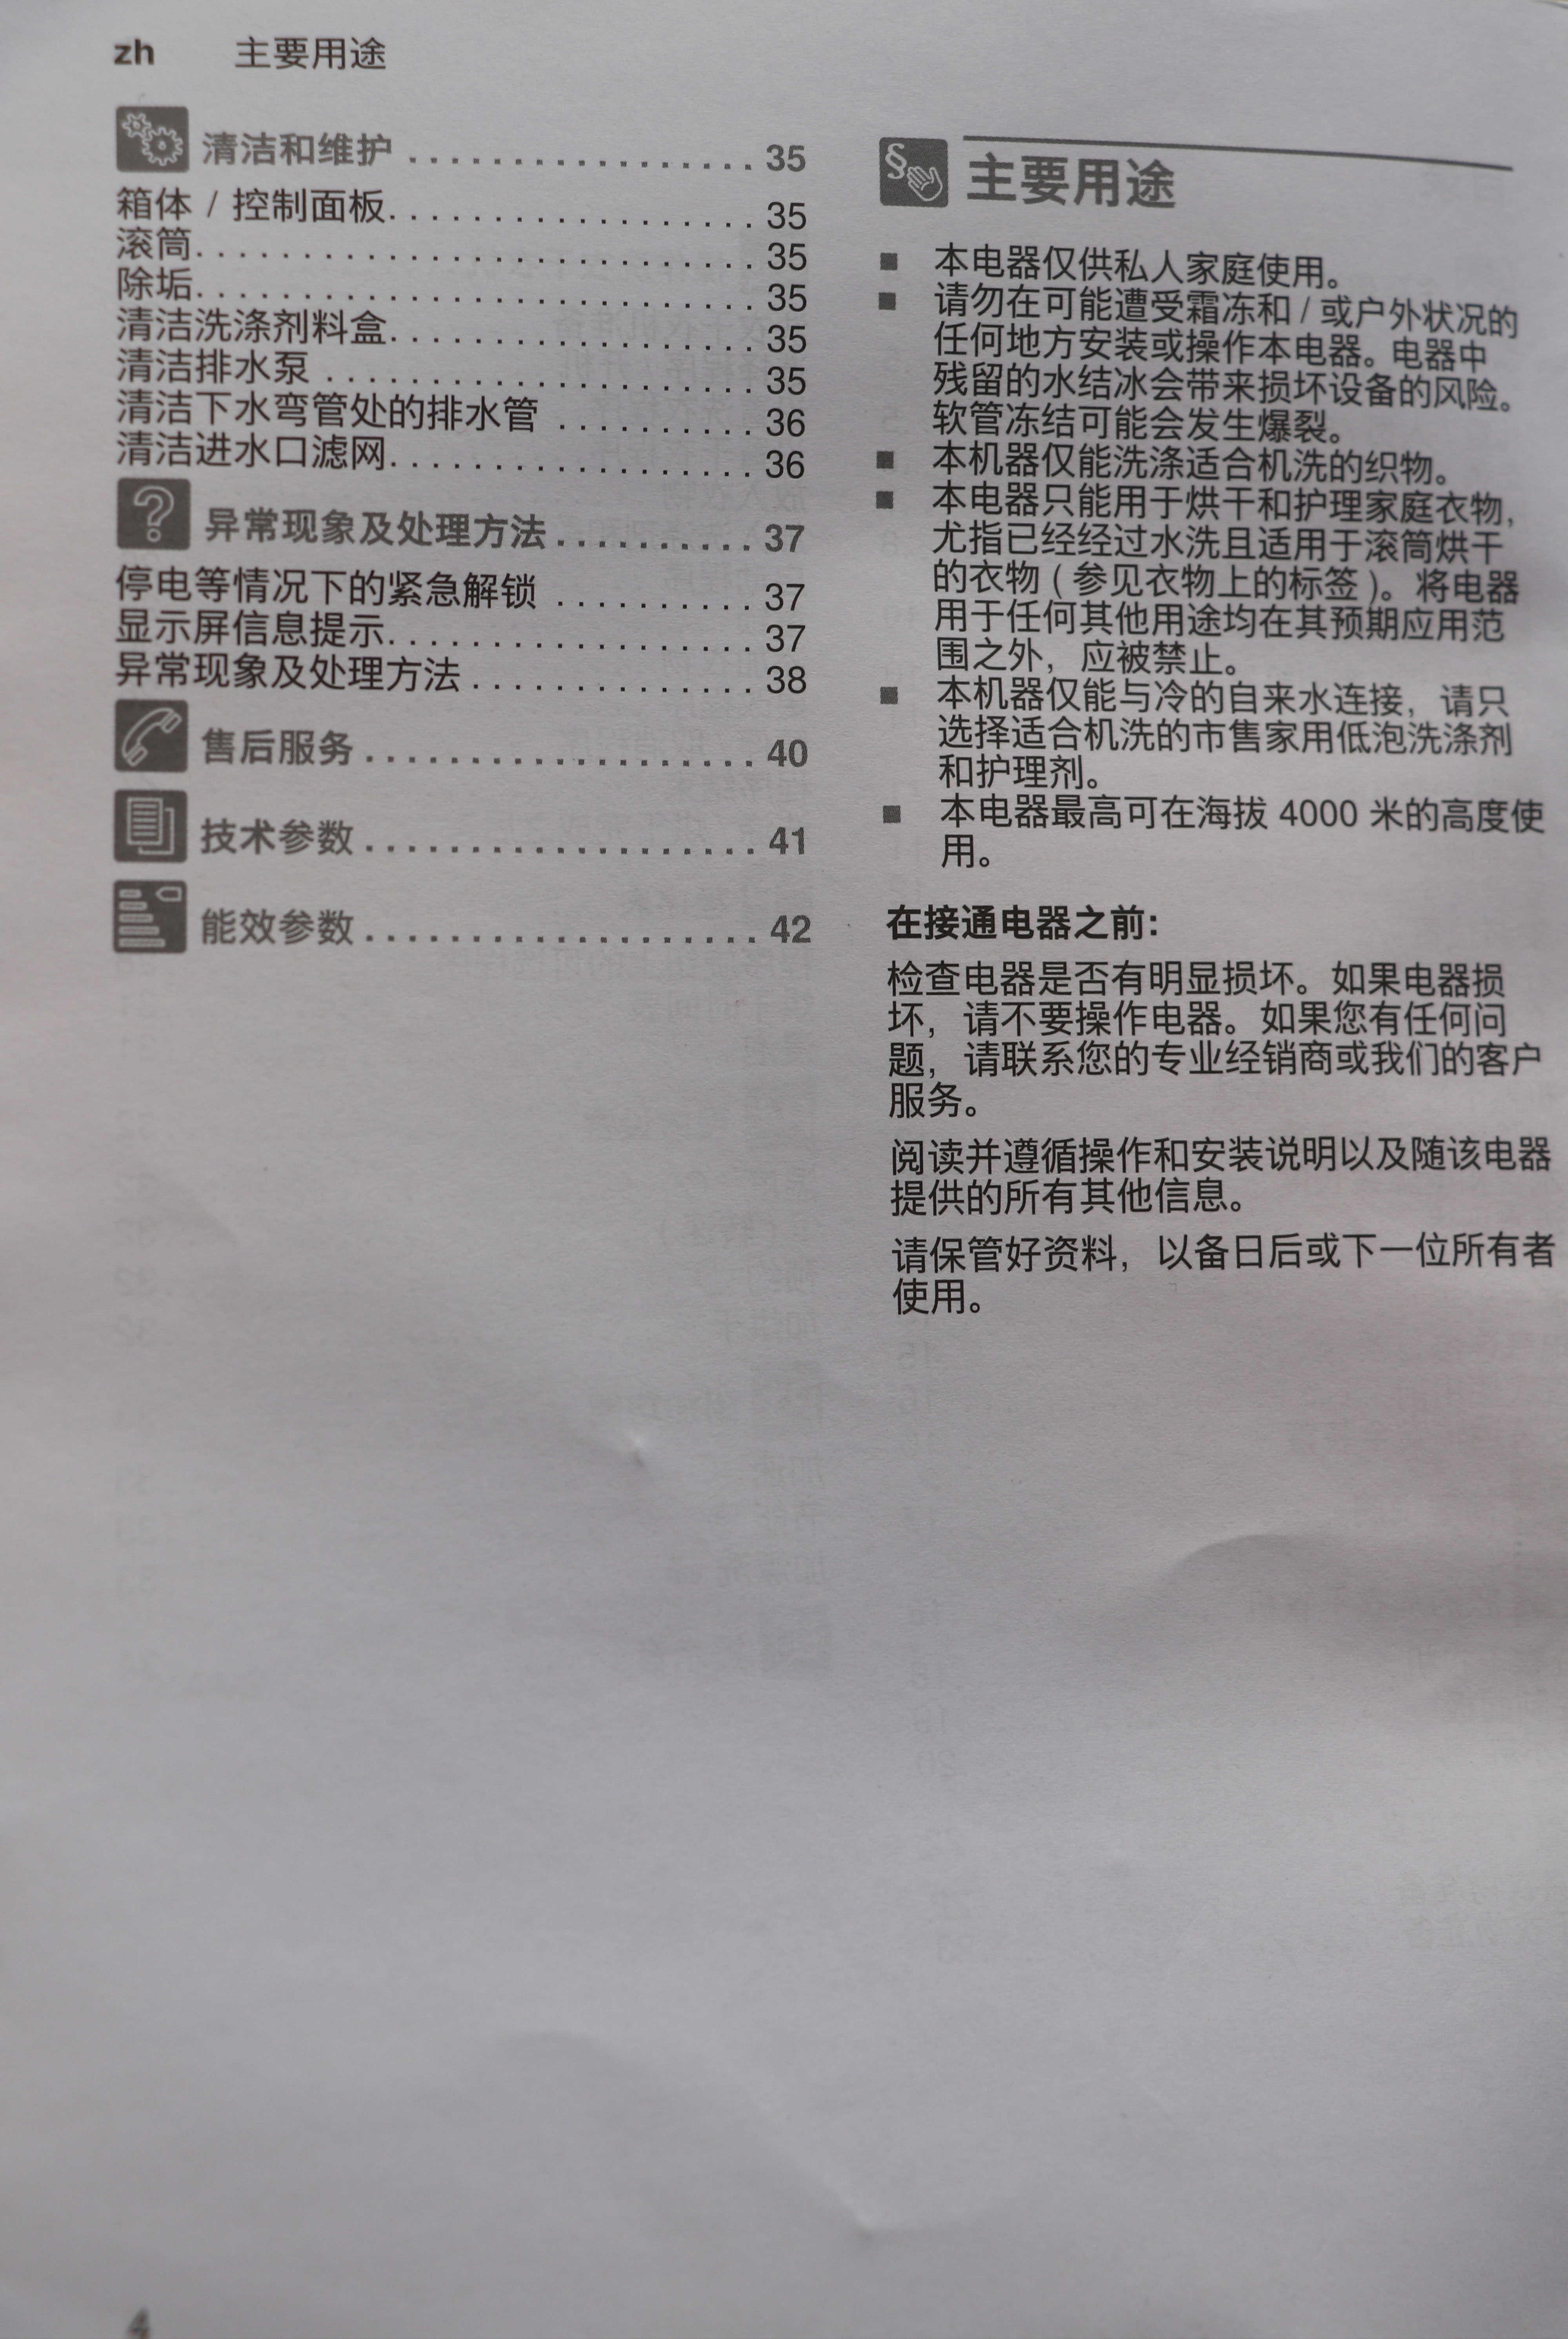 zh 主要用途
清洁和维护 . . . . . . . . . . . . . . . . . 35
箱体 / 控制面板. . . . . . . . . . . . . . . . . . 35
滚筒. . . . . . . . . . . . . . . . . . . . . . . . . . . 35
除垢. . . . . . . . . . . . . . . . . . . . . . . . . . . 35
清洁洗涤剂料盒. . . . . . . . . . . . . . . . . . 35
清洁排水泵 . . . . . . . . . . . . . . . . . . . . . 35
清洁下水弯管处的排水管 . . . . . . . . . . 36
清洁进水口滤网. . . . . . . . . . . . . . . . . . 36
异常现象及处理方法 . . . . . . . . . . 37
停电等情况下的紧急解锁 . . . . . . . . . . 37
显示屏信息提示. . . . . . . . . . . . . . . . . . 37
异常现象及处理方法 . . . . . . . . . . . . . . 38
售后服务 . . . . . . . . . . . . . . . . . . . 40
技术参数 . . . . . . . . . . . . . . . . . . . 41
能效参数 . . . . . . . . . . . . . . . . . . . 42
主要用途
■ 本电器仅供私人家庭使用。
■ 请勿在可能遭受霜冻和 / 或户外状况的
任何地方安装或操作本电器。电器中
残留的水结冰会带来损坏设备的风险。
软管冻结可能会发生爆裂。
■ 本机器仅能洗涤适合机洗的织物。
■ 本电器只能用于烘干和护理家庭衣物，
尤指已经经过水洗且适用于滚筒烘干
的衣物 ( 参见衣物上的标签 )。将电器
用于任何其他用途均在其预期应用范
围之外，应被禁止。
■ 本机器仅能与冷的自来水连接，请只
选择适合机洗的市售家用低泡洗涤剂
和护理剂。
■ 本电器最高可在海拔 4000 米的高度使
用。
在接通电器之前:
检查电器是否有明显损坏。如果电器损
坏，请不要操作电器。如果您有任何问
题，请联系您的专业经销商或我们的客户
服务。
阅读并遵循操作和安装说明以及随该电器
提供的所有其他信息。
请保管好资料，以备日后或下一位所有者
使用。
4